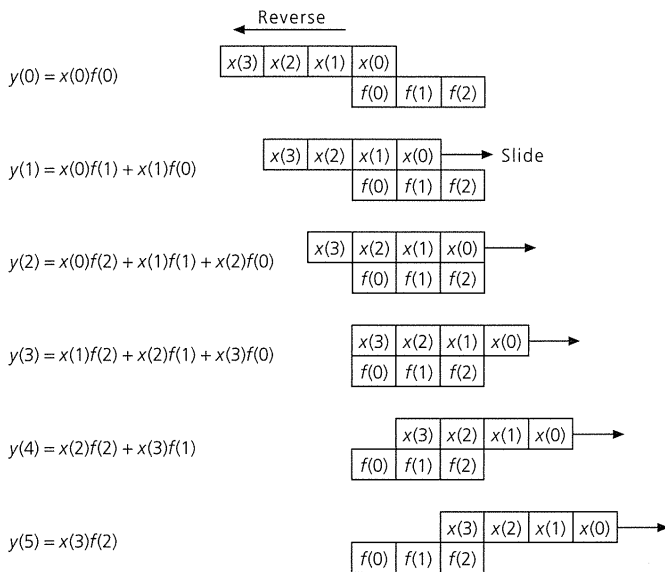 Reverse
x(3) x(2) x(1) x(0)
y(0) = x(0)f(0)
f(0) f(1) f(2)
x(3) x(2) x(1) x(0) Slide
y(1) = x(0)f(1) + x(1)f(0)
f(0) f(1) f(2)
x(3) x(2) x(1) x(0)
y(2) = x(0)f(2) + x(1)f(1) + x(2)f(0)
f(0) f(1) f(2)
x(3) x(2) x(1) x(0)
y(3) = x(1)f(2) + x(2)f(1) + x(3)f(0)
f(0) f(1) f(2)
x(3) x(2) x(1) x(0)
y(4) = x(2)f(2) + x(3)f(1)
f(0) f(1) f(2)
x(3) x(2) x(1) x(0)
y(5) = x(3)f(2)
f(0) f(1) f(2)